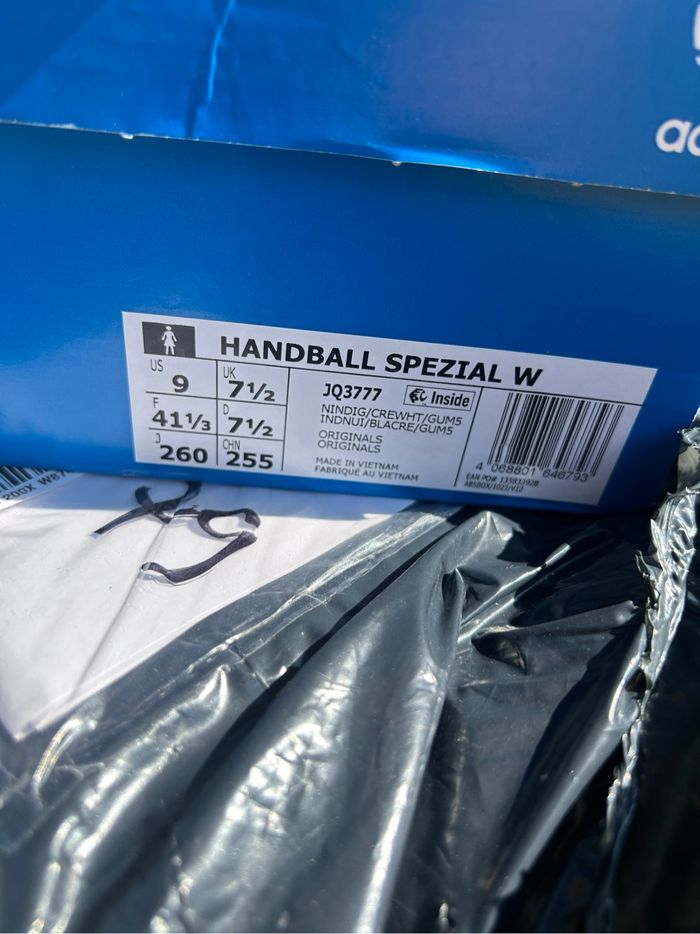 HANDBALL SPEZIAL W
US
9
UK
7½
F
41⅓
D
7½
J
260
CHN
255
JQ3777
Inside
NINDIG/CREWHT/GUM5
INDNUI/BLACRE/GUM5
ORIGINALS
ORIGINALS
MADE IN VIETNAM
FABRIQUÉ AU VIETNAM
4 068801 646793